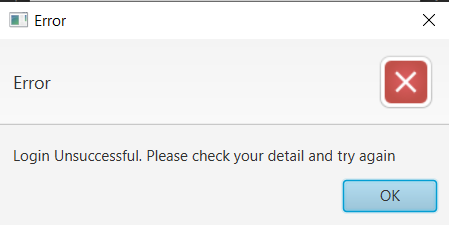 Error
Error
Login Unsuccessful. Please check your detail and try again
OK